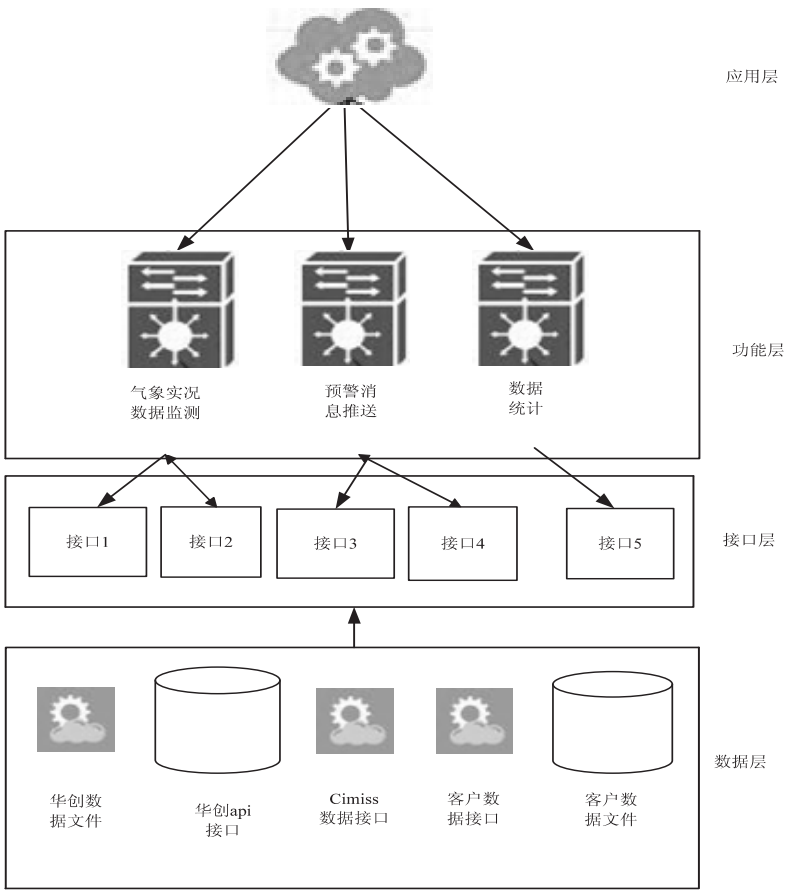 应用层
功能层
气象实况
数据监测
预警消
息推送
数据
统计
接口层
接口1
接口2
接口3
接口4
接口5
数据层
华创数
据文件
华创api
接口
Cimiss
数据接口
客户数
据接口
客户数
据文件